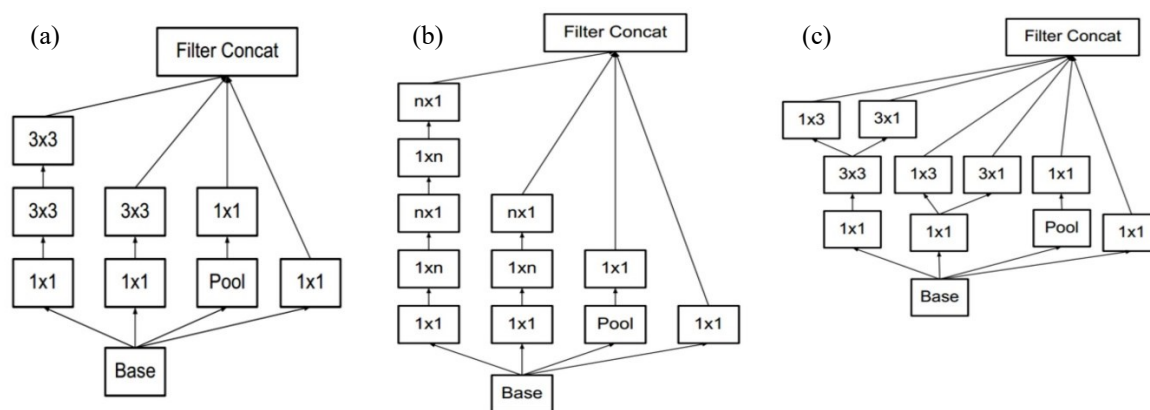 (a)
Filter Concat
3x3
3x3
3x3
1x1
1x1
1x1
Pool
1x1
Base
(b)
Filter Concat
nx1
1xn
nx1
nx1
1xn
1xn
1x1
1x1
1x1
Pool
1x1
Base
(c)
Filter Concat
1x3
3x1
3x3
1x3
3x1
1x1
1x1
1x1
Pool
1x1
Base